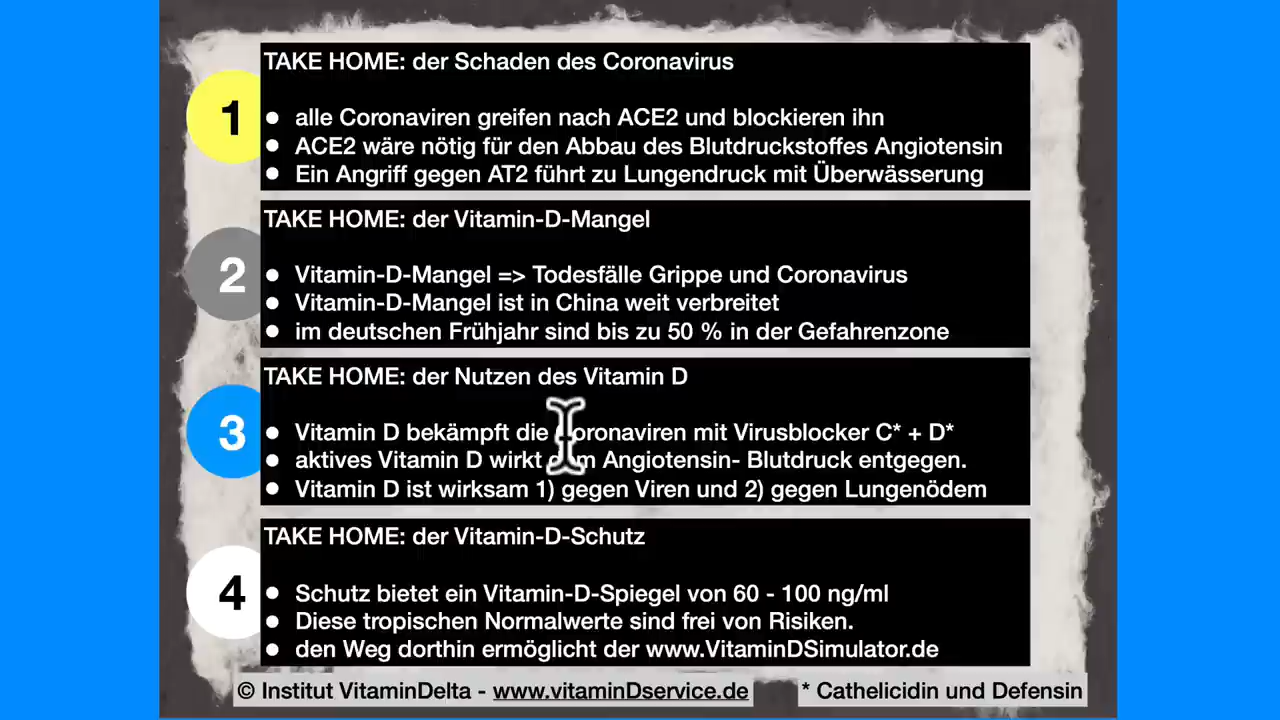 1
TAKE HOME: der Schaden des Coronavirus
● alle Coronaviren greifen nach ACE2 und blockieren ihn
● ACE2 wäre nötig für den Abbau des Blutdruckstoffes Angiotensin
● Ein Angriff gegen AT2 führt zu Lungendruck mit Überwässerung
2
TAKE HOME: der Vitamin-D-Mangel
● Vitamin-D-Mangel => Todesfälle Grippe und Coronavirus
● Vitamin-D-Mangel ist in China weit verbreitet
● im deutschen Frühjahr sind bis zu 50 % in der Gefahrenzone
3
TAKE HOME: der Nutzen des Vitamin D
● Vitamin D bekämpft die Coronaviren mit Virusblocker C* + D*
● aktives Vitamin D wirkt dem Angiotensin- Blutdruck entgegen.
● Vitamin D ist wirksam 1) gegen Viren und 2) gegen Lungenödem
4
TAKE HOME: der Vitamin-D-Schutz
● Schutz bietet ein Vitamin-D-Spiegel von 60 - 100 ng/ml
● Diese tropischen Normalwerte sind frei von Risiken.
● den Weg dorthin ermöglicht der www.VitaminDSimulator.de
© Institut VitaminDelta - www.vitaminDservice.de
* Cathelicidin und Defensin